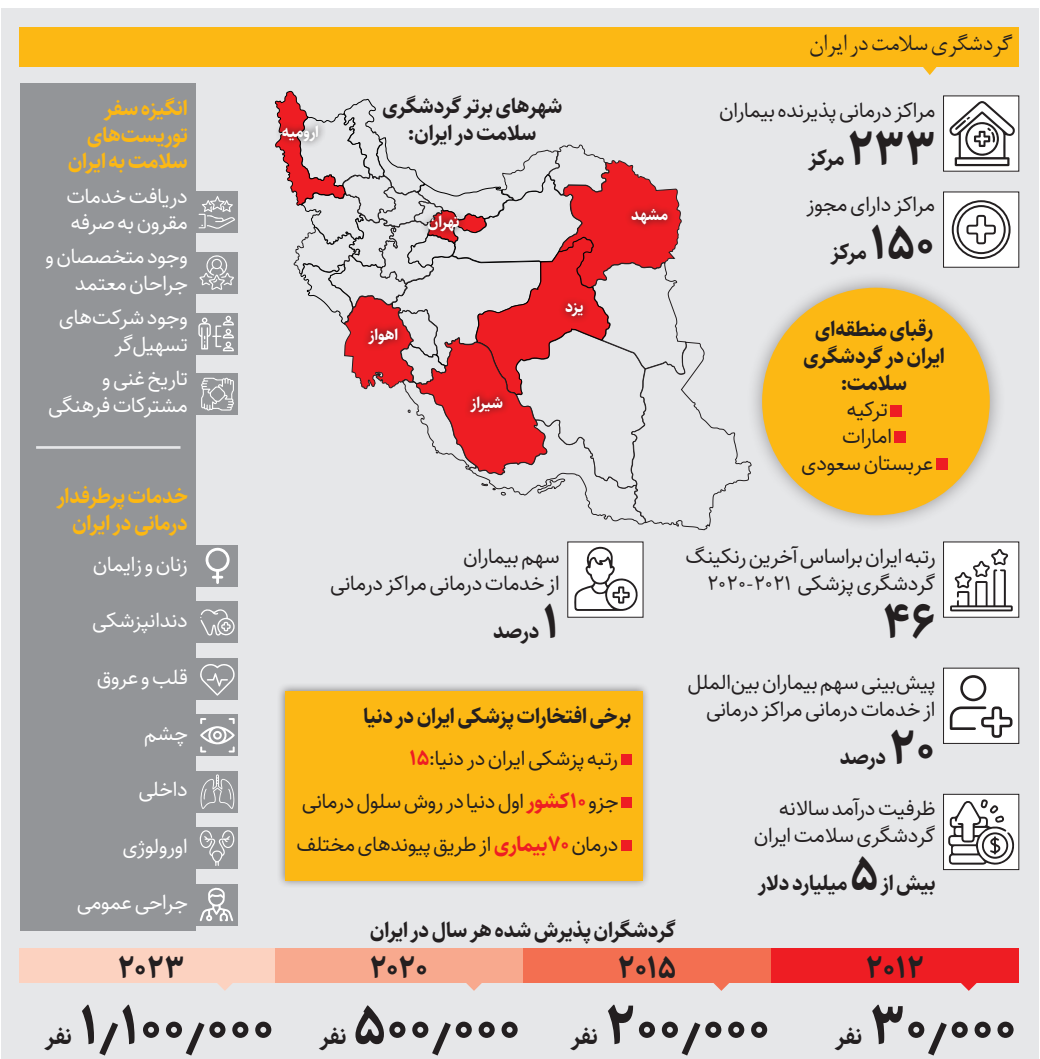 گردشگری سلامت در ایران
مراکز درمانی پذیرنده بیماران
۲۳۳ مرکز
مراکز دارای مجوز
۱۵۰ مرکز
رقبای منطقه‌ای
ایران در گردشگری
سلامت:
ترکیه
امارات
عربستان سعودی
شهرهای برتر گردشگری
سلامت در ایران:
ارومیه
تهران
مشهد
یزد
اهواز
شیراز
انگیزه سفر
توریست‌های
سلامت به ایران
دریافت خدمات
مقرون به صرفه
وجود متخصصان و
جراحان معتمد
وجود شرکت‌های
تسهیل‌گر
تاریخ غنی و
مشترکات فرهنگی
خدمات پرطرفدار
درمانی در ایران
زنان و زایمان
دندانپزشکی
قلب و عروق
چشم
داخلی
اورولوژی
جراحی عمومی
رتبه ایران براساس آخرین رنکینگ
گردشگری پزشکی ۲۰۲۱-۲۰۲۰
۴۶
سهم بیماران
از خدمات درمانی مراکز درمانی
۱ درصد
پیش‌بینی سهم بیماران بین‌الملل
از خدمات درمانی مراکز درمانی
۲۰ درصد
ظرفیت درآمد سالانه
گردشگری سلامت ایران
بیش از ۵ میلیارد دلار
برخی افتخارات پزشکی ایران در دنیا
رتبه پزشکی ایران در دنیا:۱۵
جزو ۱۰کشور اول دنیا در روش سلول درمانی
درمان ۷۰بیماری از طریق پیوندهای مختلف
گردشگران پذیرش شده هر سال در ایران
۲۰۱۲
۲۰۱۵
۲۰۲۰
۲۰۲۳
۳۰٫۰۰۰ نفر
۲۰۰٫۰۰۰ نفر
۵۰۰٫۰۰۰ نفر
۱٫۱۰۰٫۰۰۰ نفر